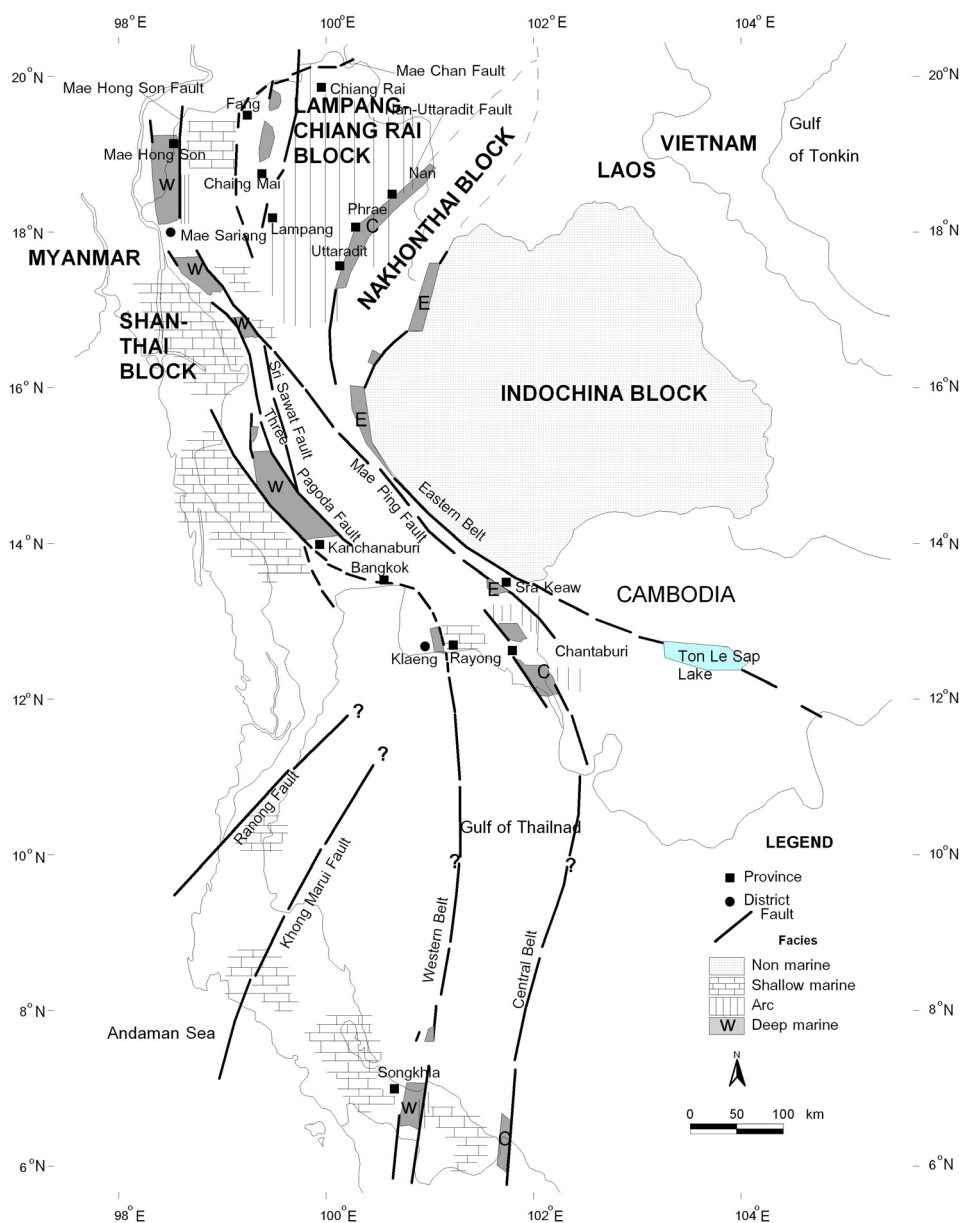 98°E
100°E
102°E
104°E
20°N
20°N
Mae Chan Fault
Mae Hong Son Fault
Chiang Rai
Fang
LAMPANG-
CHIANG RAI
BLOCK
Nan-Uttaradit Fault
VIETNAM
Gulf
of Tonkin
LAOS
Mae Hong Son
W
Chaing Mai
Nan
NAKHONTHAI BLOCK
Phrae
C
Lampang
Mae Sariang
Uttaradit
18°N
18°N
MYANMAR
W
E
SHAN-
THAI
BLOCK
W
Sri Sawat Fault
16°N
16°N
INDOCHINA BLOCK
E
Three
Pagoda Fault
Mae Ping Fault
Eastern Belt
W
14°N
14°N
Kanchanaburi
Bangkok
E
Sra Keaw
CAMBODIA
Klaeng
Rayong
Chantaburi
C
Ton Le Sap
Lake
12°N
12°N
?
?
Ranong Fault
Khong Marui Fault
Gulf of Thailnad
10°N
10°N
?
?
Western Belt
Central Belt
LEGEND
Province
District
Fault
Facies
Non marine
Shallow marine
Arc
W
Deep marine
8°N
8°N
Andaman Sea
N
Songkhla
W
C
0
50
100
km
6°N
6°N
98°E
100°E
102°E
104°E